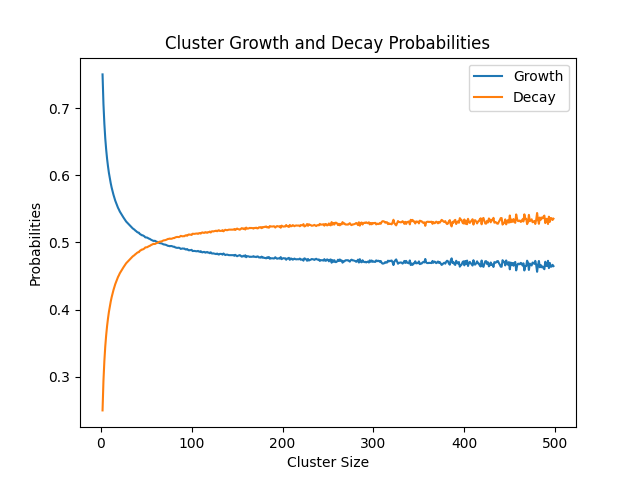 Cluster Growth and Decay Probabilities
Growth
Decay
Probabilities
0.7
0.6
0.5
0.4
0.3
0
100
200
300
400
500
Cluster Size